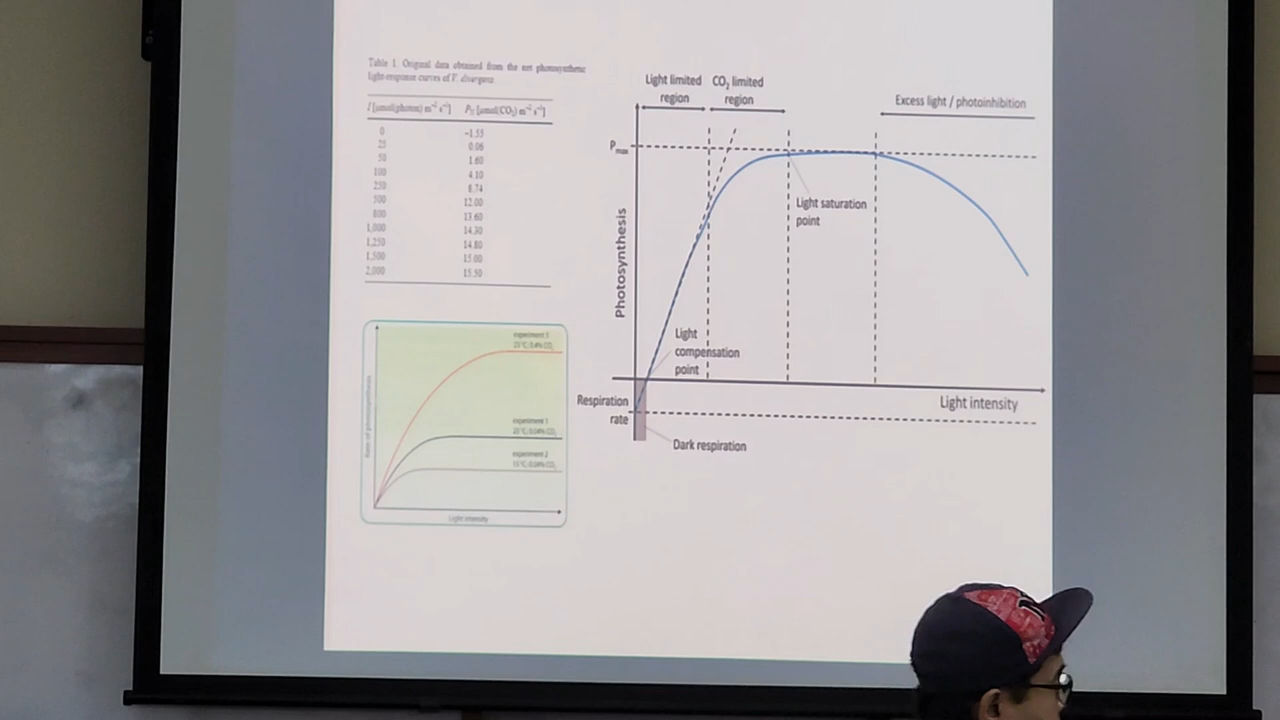 Table 1. Original data obtained from the net photosynthetic
light-response curves of V. divergens
I [μmol(photon) m⁻² s⁻¹] P_N [μmol(CO₂) m⁻² s⁻¹]
0 −1.55
25 0.06
50 1.60
100 4.10
250 8.74
500 12.00
800 13.60
1,000 14.30
1,250 14.80
1,500 15.00
2,000 15.50
Rate of photosynthesis
experiment 3
25 °C; 0.4% CO₂
experiment 1
25 °C; 0.04% CO₂
experiment 2
15 °C; 0.04% CO₂
Light intensity
Light limited
region
CO₂ limited
region
Excess light / photoinhibition
Pmax
Photosynthesis
Light saturation
point
Light
compensation
point
Respiration
rate
Light intensity
Dark respiration